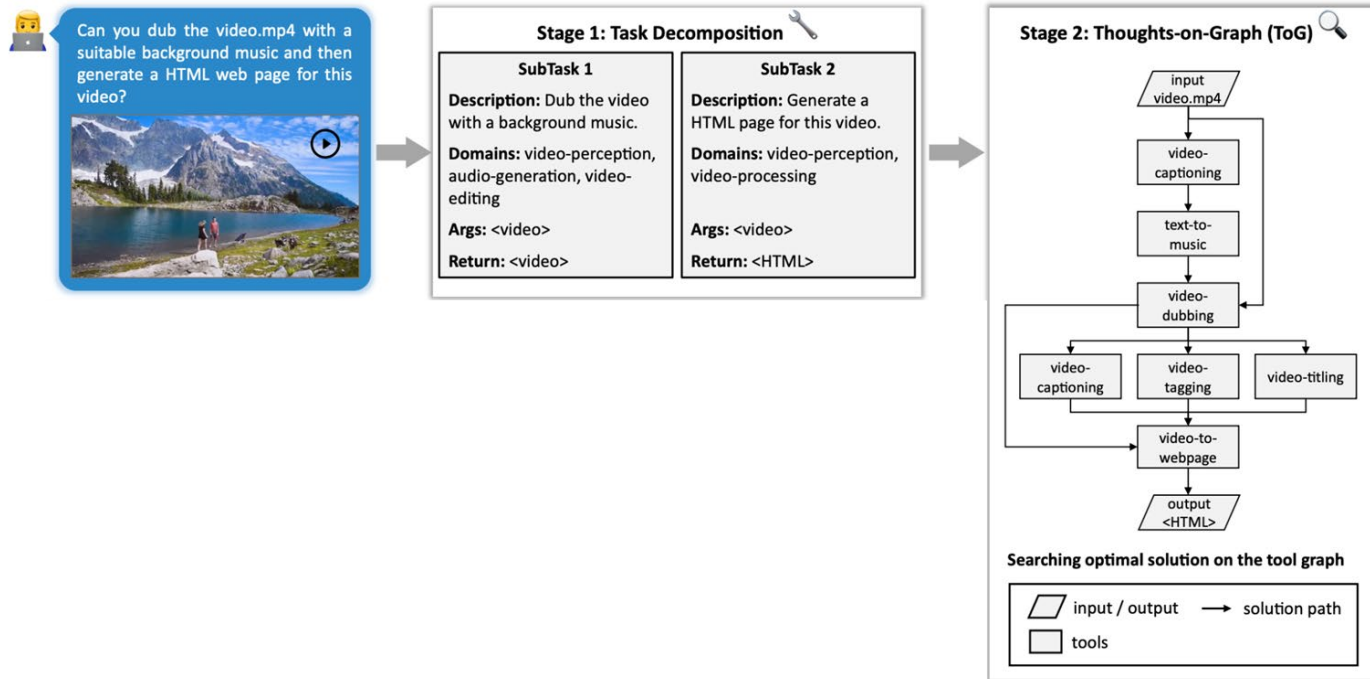 Can you dub the video.mp4 with a
suitable background music and then
generate a HTML web page for this
video?
Stage 1: Task Decomposition
SubTask 1
Description: Dub the video
with a background music.
Domains: video-perception,
audio-generation, video-
editing
Args: <video>
Return: <video>
SubTask 2
Description: Generate a
HTML page for this video.
Domains: video-perception,
video-processing
Args: <video>
Return: <HTML>
Stage 2: Thoughts-on-Graph (ToG)
input
video.mp4
video-
captioning
text-to-
music
video-
dubbing
video-
captioning
video-
tagging
video-titling
video-to-
webpage
output
<HTML>
Searching optimal solution on the tool graph
input / output
solution path
tools